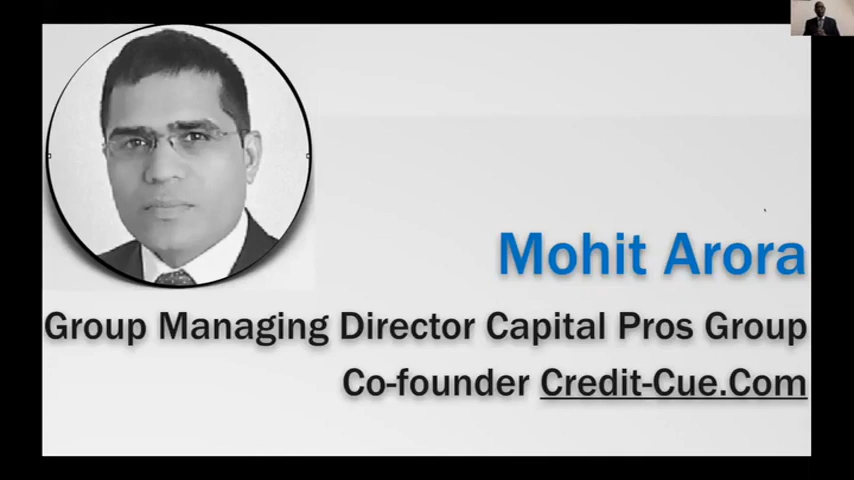 Mohit Arora
Group Managing Director Capital Pros Group
Co-founder Credit-Cue.Com